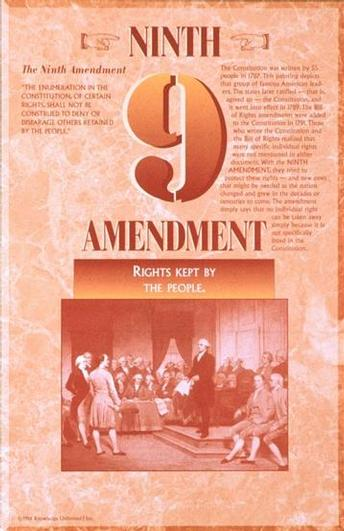 NINTH
9
AMENDMENT
The Ninth Amendment
"THE ENUMERATION IN THE
CONSTITUTION, OF CERTAIN
RIGHTS, SHALL NOT BE
CONSTRUED TO DENY OR
DISPARAGE OTHERS RETAINED
BY THE PEOPLE."
The Constitution was written by 55
people in 1787. This painting depicts
that group of famous American lead-
ers. The states later ratified — that is,
agreed to — the Constitution, and
it went into effect in 1789. The Bill
of Rights amendments were added
to the Constitution in 1791. Those
who wrote the Constitution and
the Bill of Rights realized that
many specific individual rights
were not mentioned in either
document. With the NINTH
AMENDMENT, they tried to
protect these rights — and new ones
that might be needed as the nation
changed and grew in the decades or
centuries to come. The amendment
simply says that no individual right
can be taken away
simply because it is
not specifically
listed in the
Constitution.
RIGHTS KEPT BY
THE PEOPLE.
Knowledge Unlimited, Inc.